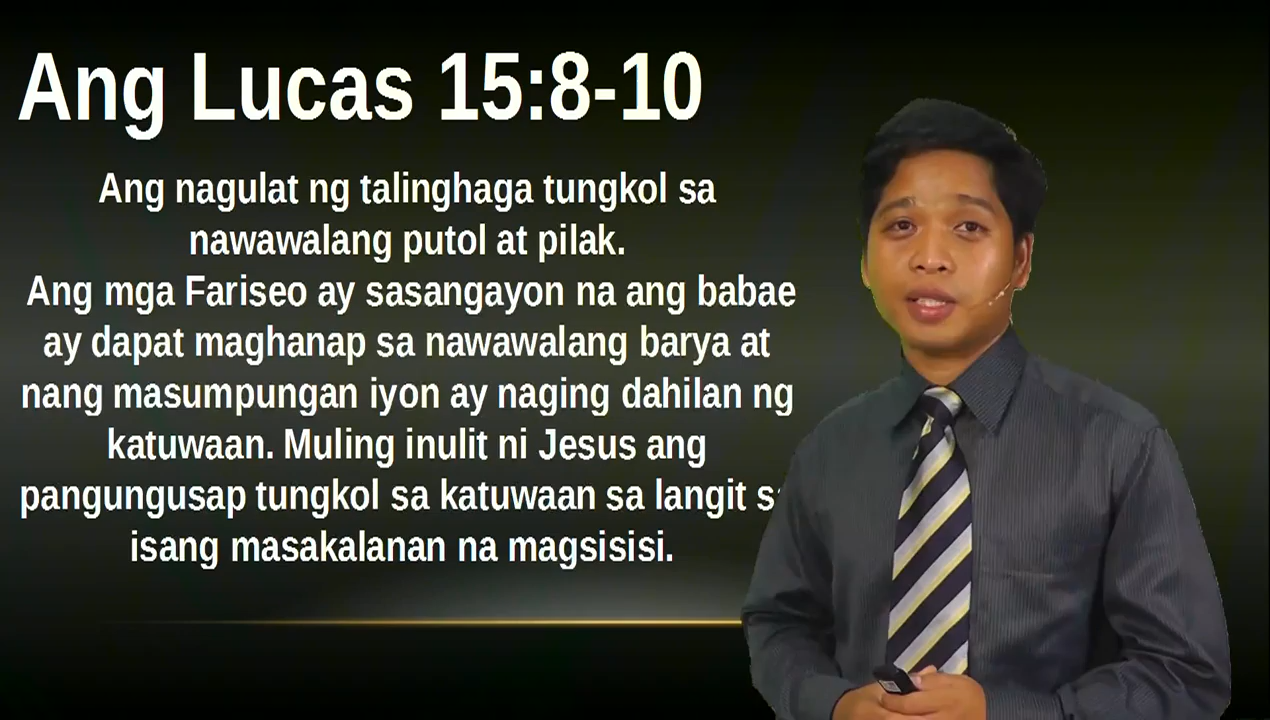 Ang Lucas 15:8-10
Ang nagulat ng talinghaga tungkol sa
nawawalang putol at pilak.
Ang mga Fariseo ay sasangayon na ang babae
ay dapat maghanap sa nawawalang barya at
nang masumpungan iyon ay naging dahilan ng
katuwaan. Muling inulit ni Jesus ang
pangungusap tungkol sa katuwaan sa langit
isang masakalanan na magsisisi.